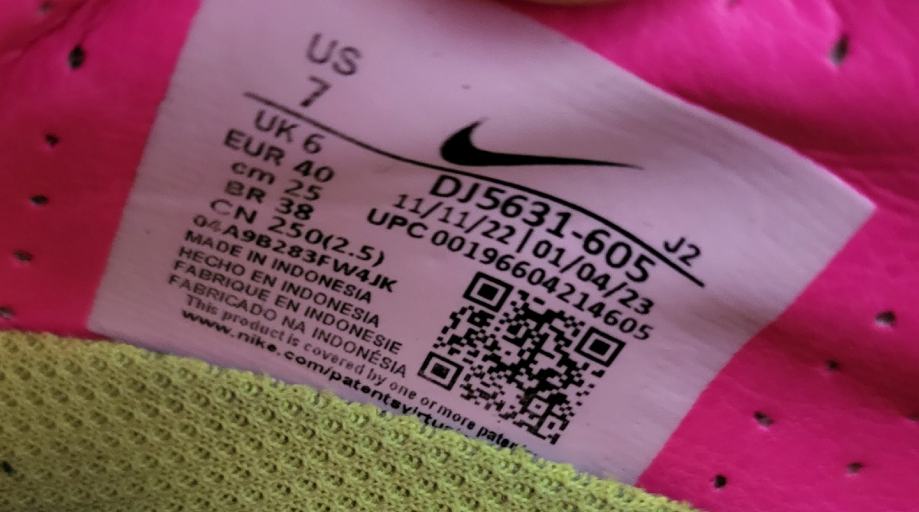 US
7
UK 6
EUR 40
cm 25
BR 38
CN 250(2.5)
04A9B283FW4JK
MADE IN INDONESIA
HECHO EN INDONESIA
FABRIQUE EN INDONESIE
FABRICADO NA INDONÉSIA
This product is covered by one or more
www.nike.com/patents
DJ5631-605 J2
11/11/22 | 01/04/23
UPC 00196604214605